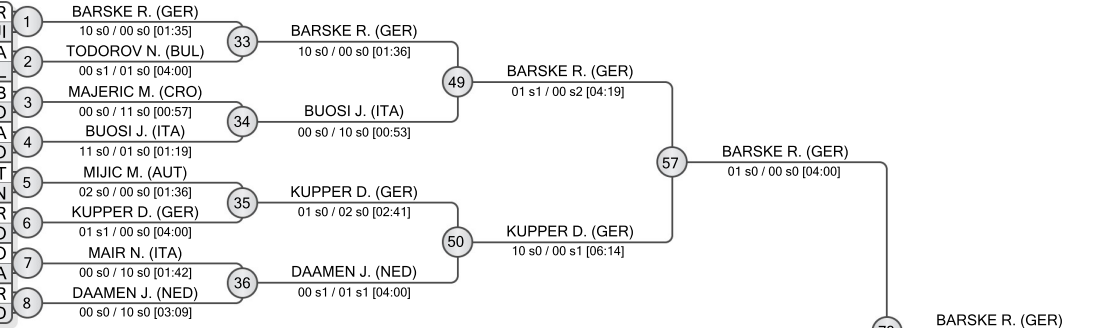 1
BARSKE R. (GER)
10 s0 / 00 s0 [01:35]
33
BARSKE R. (GER)
10 s0 / 00 s0 [01:36]
2
TODOROV N. (BUL)
00 s1 / 01 s0 [04:00]
49
BARSKE R. (GER)
01 s1 / 00 s2 [04:19]
3
MAJERIC M. (CRO)
00 s0 / 11 s0 [00:57]
34
BUOSI J. (ITA)
00 s0 / 10 s0 [00:53]
4
BUOSI J. (ITA)
11 s0 / 01 s0 [01:19]
57
BARSKE R. (GER)
01 s0 / 00 s0 [04:00]
5
MIJIC M. (AUT)
02 s0 / 00 s0 [01:36]
35
KUPPER D. (GER)
01 s0 / 02 s0 [02:41]
6
KUPPER D. (GER)
01 s1 / 00 s0 [04:00]
50
KUPPER D. (GER)
10 s0 / 00 s1 [06:14]
7
MAIR N. (ITA)
00 s0 / 10 s0 [01:42]
36
DAAMEN J. (NED)
00 s1 / 01 s1 [04:00]
8
DAAMEN J. (NED)
00 s0 / 10 s0 [03:09]
BARSKE R. (GER)